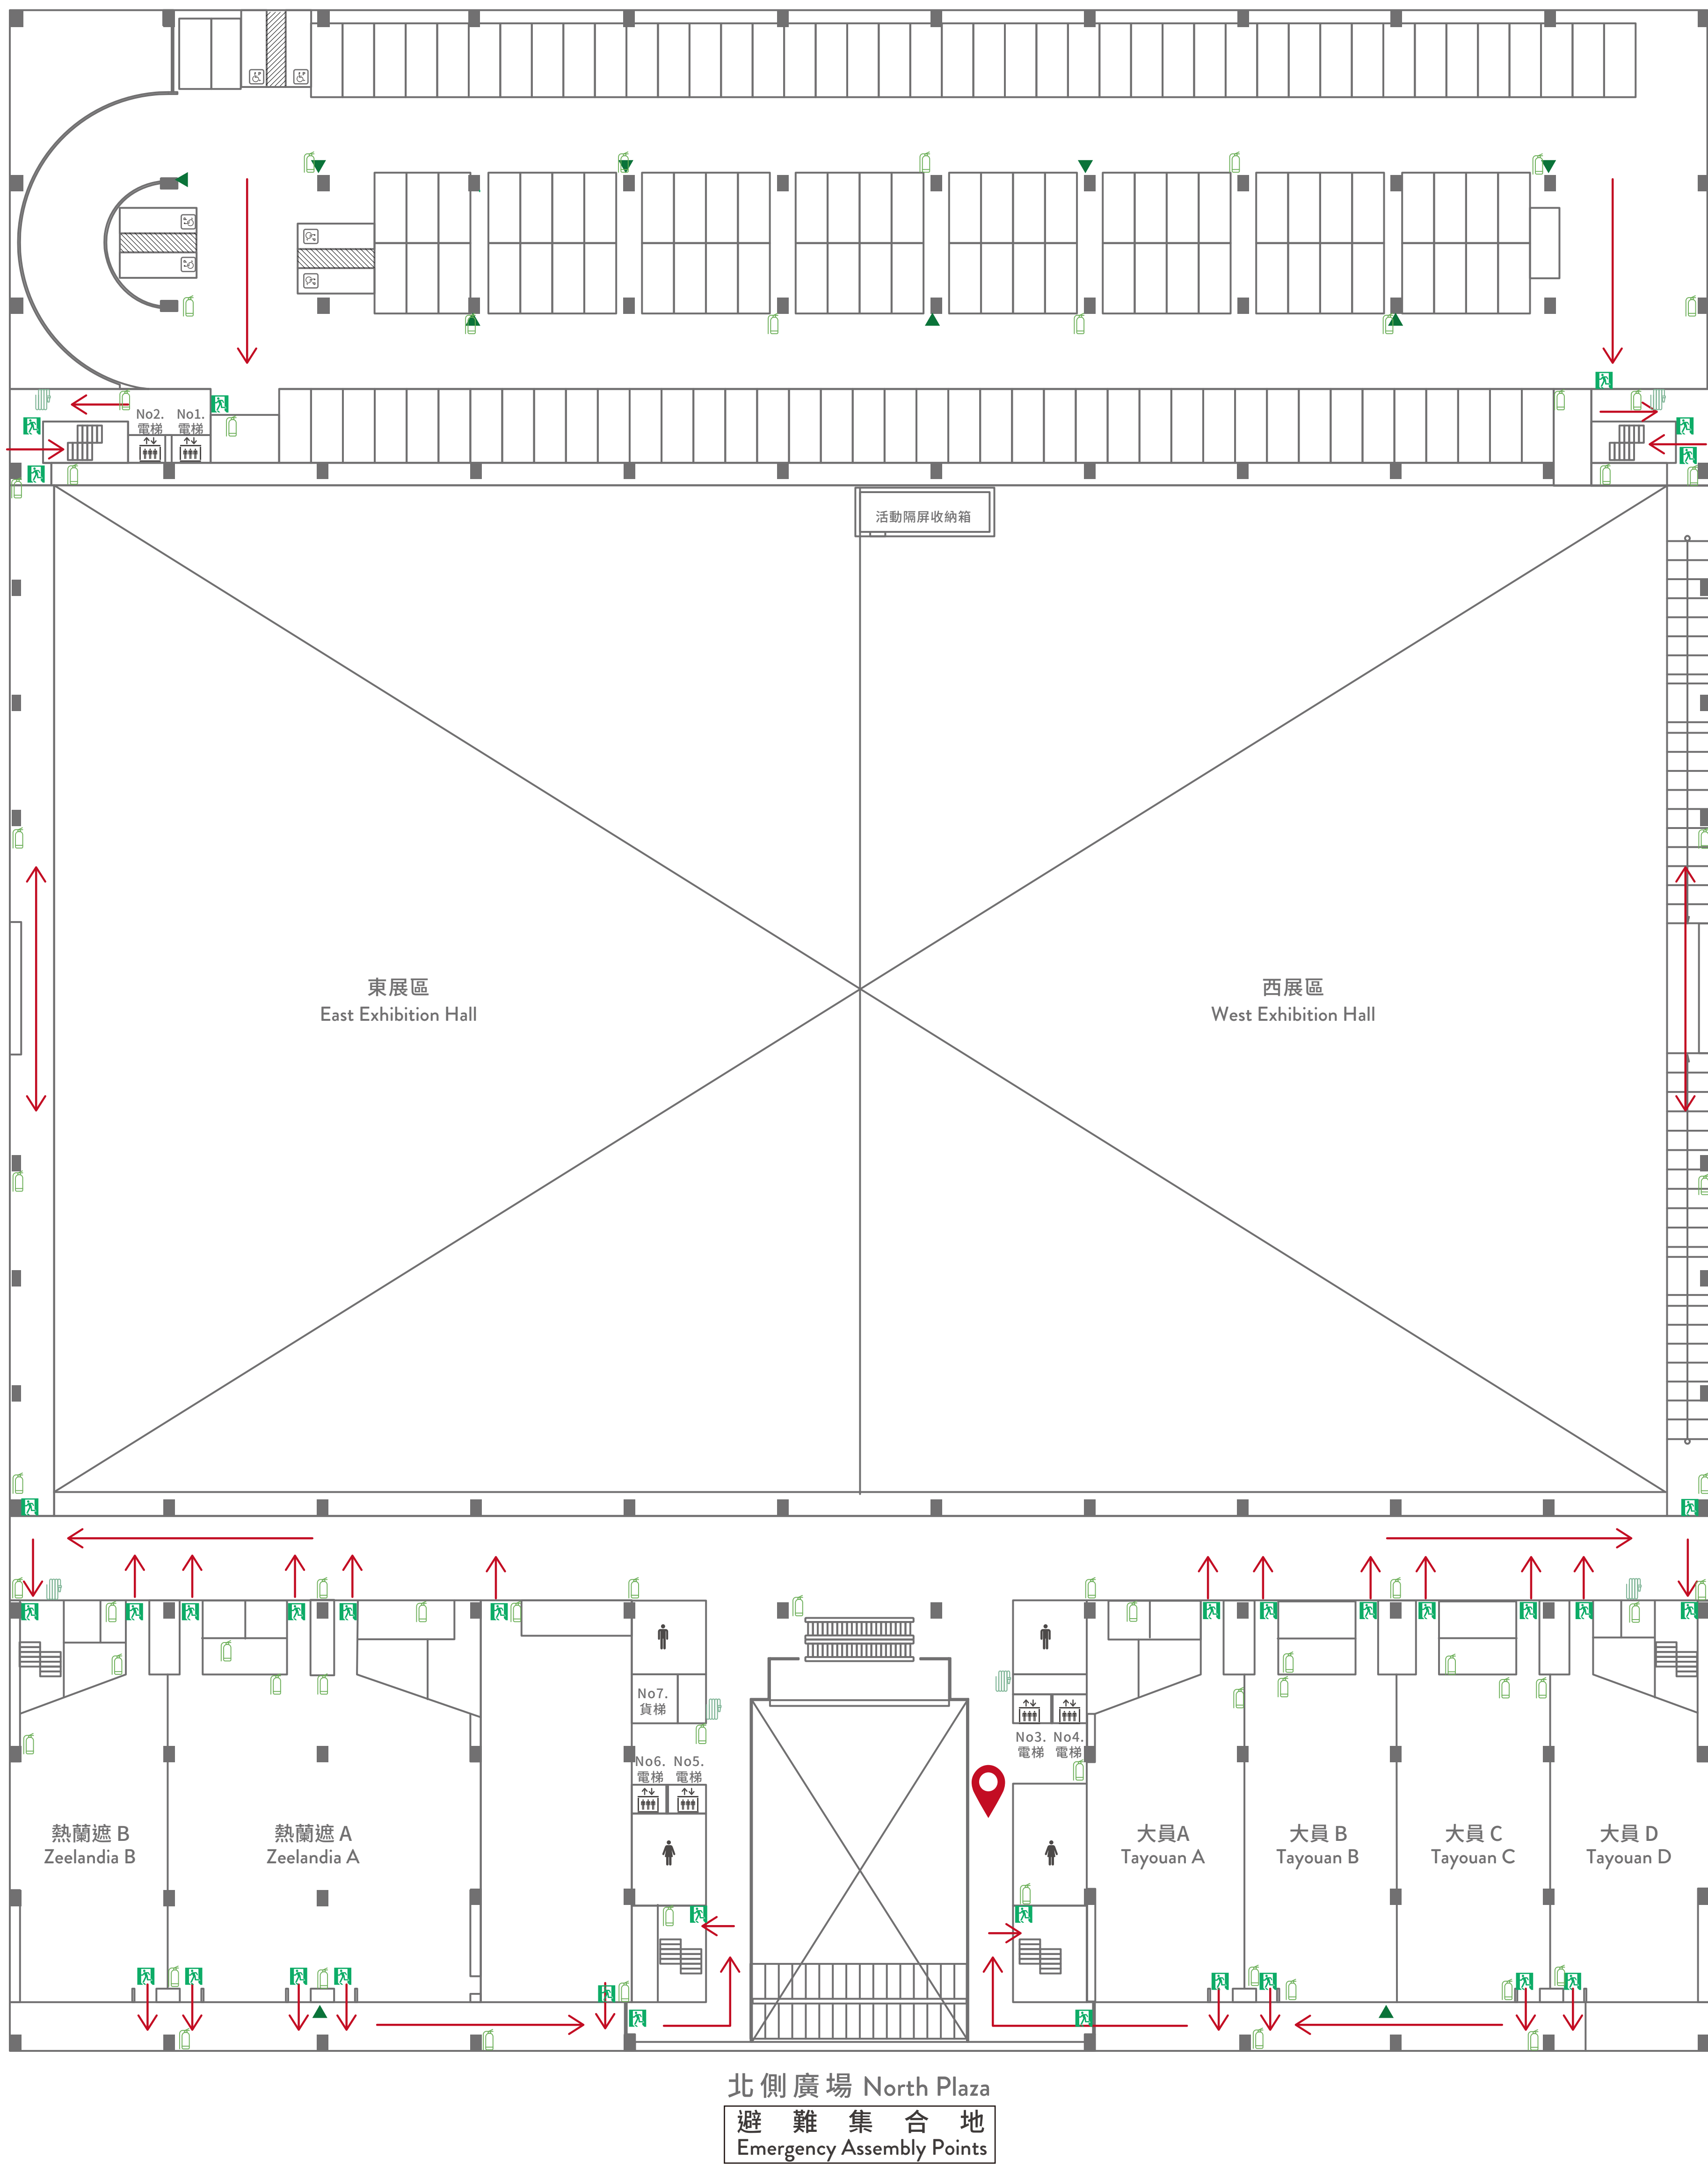 No2.
電梯
No1.
電梯
活動隔屏收納箱
東展區
East Exhibition Hall
西展區
West Exhibition Hall
No7.
貨梯
No3.
電梯
No4.
電梯
No6.
電梯
No5.
電梯
熱蘭遮 B
Zeelandia B
熱蘭遮 A
Zeelandia A
大員A
Tayouan A
大員 B
Tayouan B
大員 C
Tayouan C
大員 D
Tayouan D
北側廣場 North Plaza
避難集合地
Emergency Assembly Points